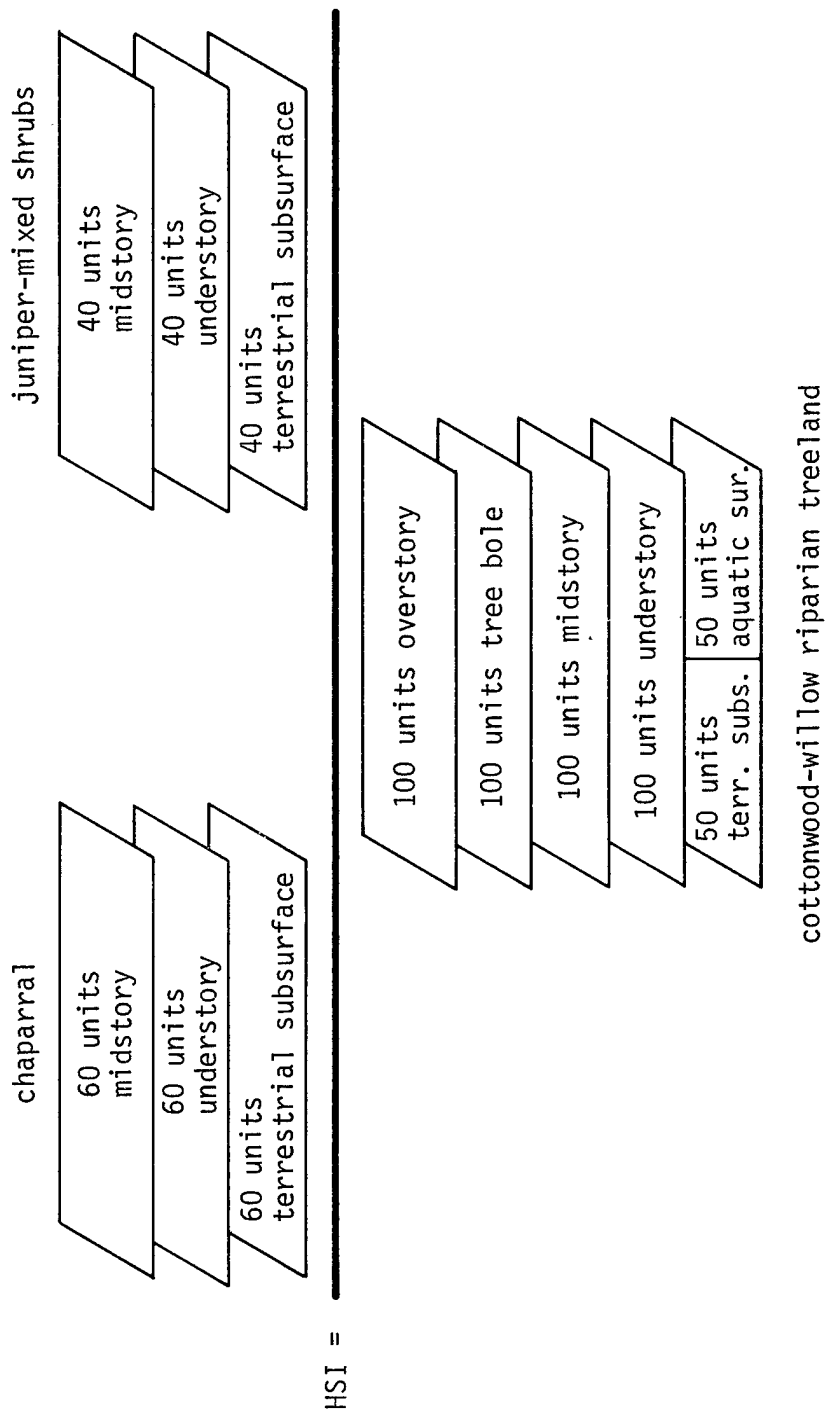 chaparral
60 units
midstory
60 units
understory
60 units
terrestrial subsurface
juniper-mixed shrubs
40 units
midstory
40 units
understory
40 units
terrestrial subsurface
HSI =
100 units overstory
100 units tree bole
100 units midstory
100 units understory
50 units
terr. subs.
50 units
aquatic sur.
cottonwood-willow riparian treeland